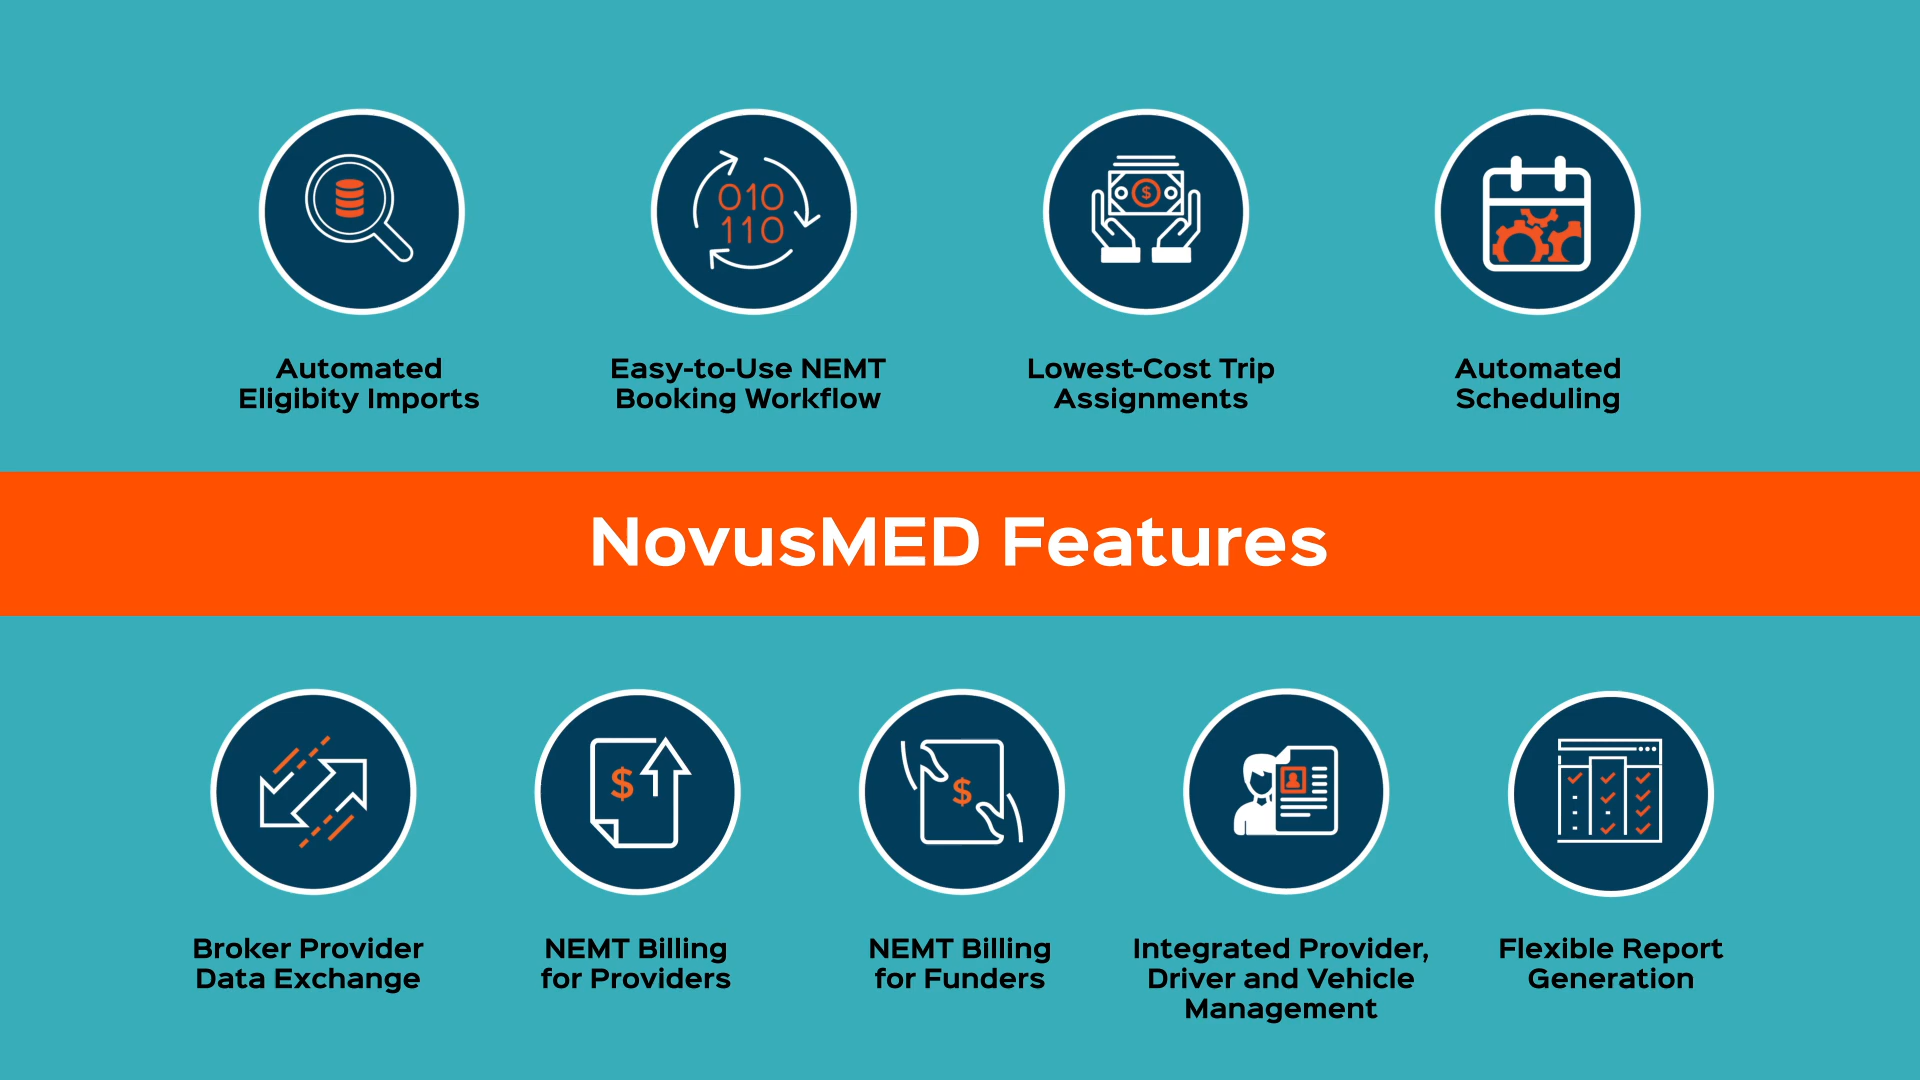 010
110
$
Automated
Eligibity Imports
Easy-to-Use NEMT
Booking Workflow
Lowest-Cost Trip
Assignments
Automated
Scheduling
NovusMED Features
$
$
Broker Provider
Data Exchange
NEMT Billing
for Providers
NEMT Billing
for Funders
Integrated Provider,
Driver and Vehicle
Management
Flexible Report
Generation